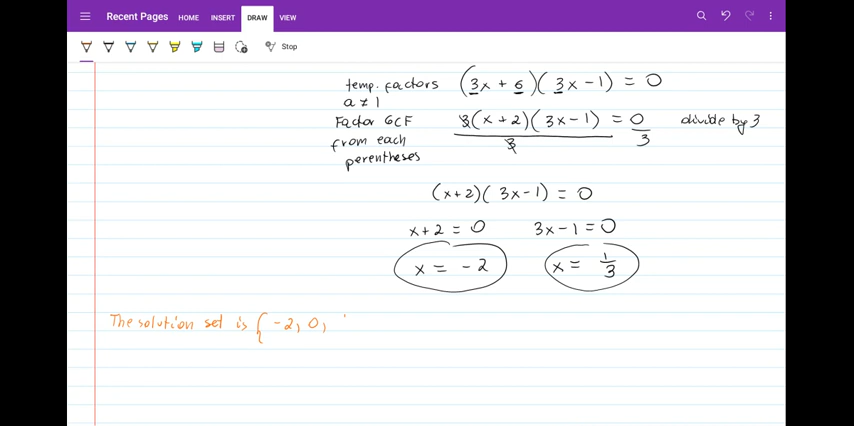 Recent Pages HOME INSERT DRAW VIEW
Stop
temp. factors (3x + 6)(3x - 1) = 0
a ≠ 1
Factor GCF 3(x + 2)(3x - 1) = 0 divide by 3
from each 3 3
perentheses
(x+2)(3x-1) = 0
x+2 = 0 3x-1 = 0
x = -2 x = 1/3
The solution set is { -2, 0,